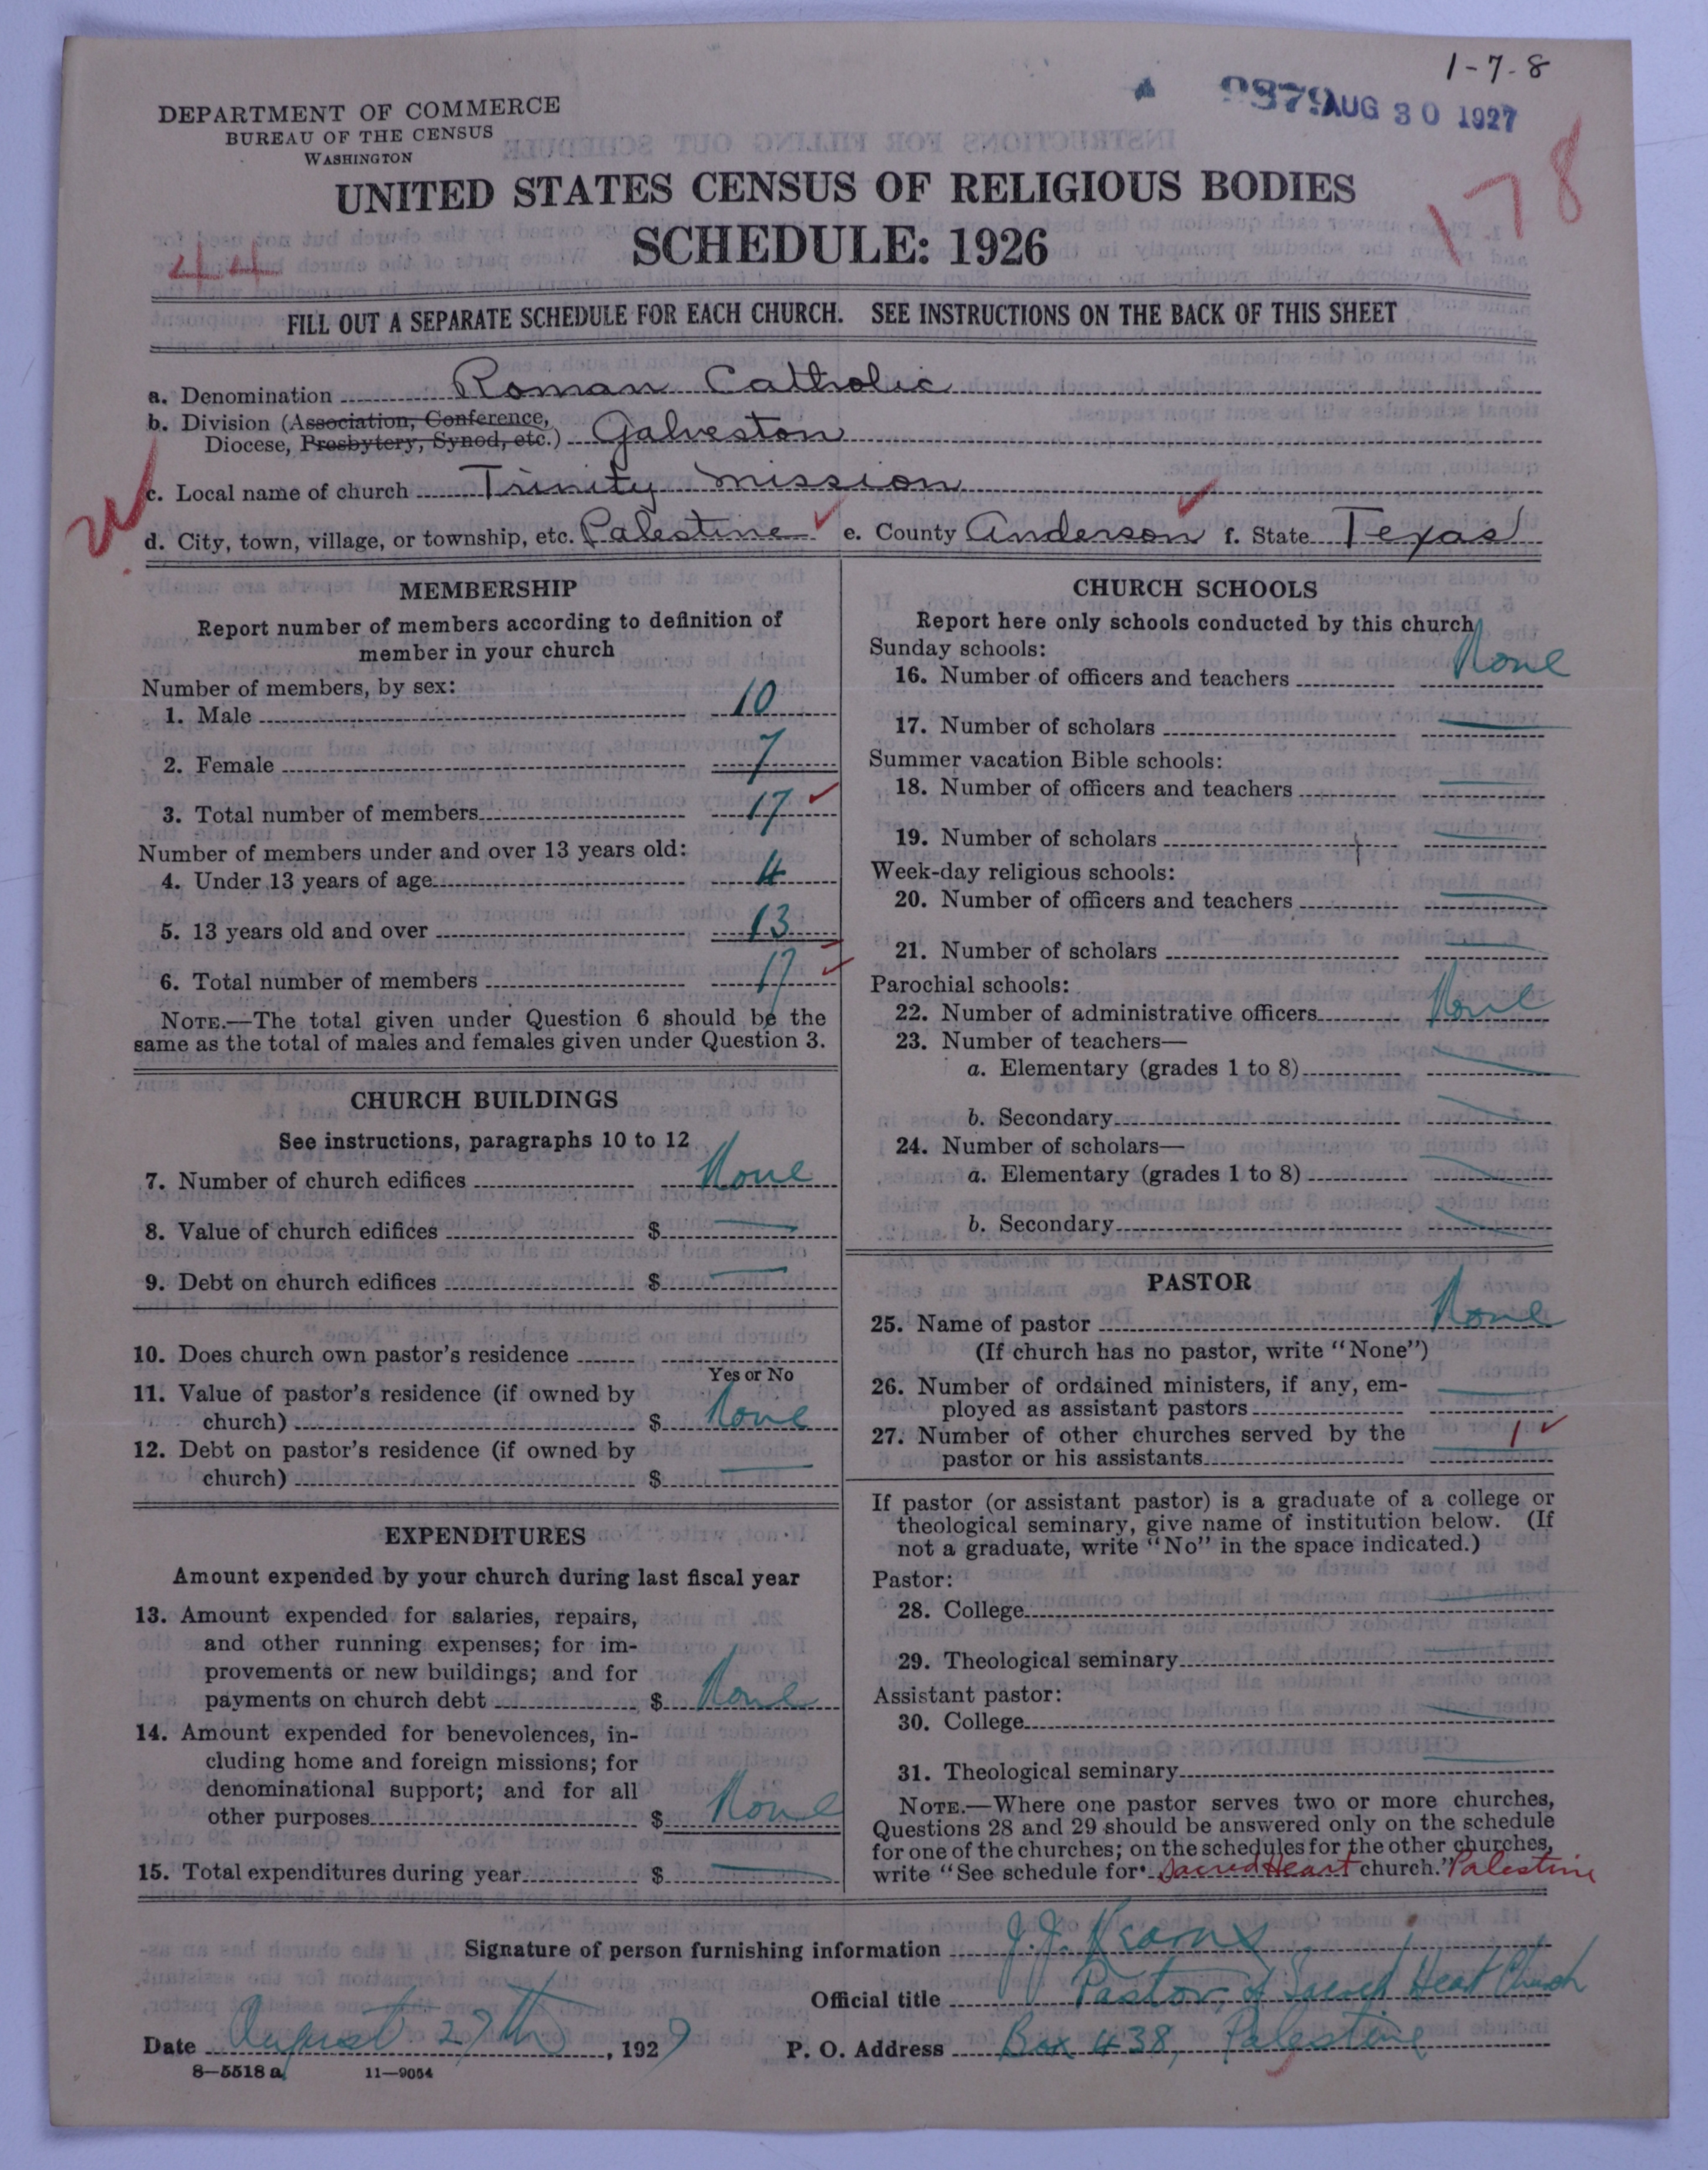 1-7-8
AUG 30 1927
DEPARTMENT OF COMMERCE
BUREAU OF THE CENSUS
WASHINGTON
178
UNITED STATES CENSUS OF RELIGIOUS BODIES
SCHEDULE: 1926
44
FILL OUT A SEPARATE SCHEDULE FOR EACH CHURCH. SEE INSTRUCTIONS ON THE BACK OF THIS SHEET
a. Denomination Roman Catholic
b. Division (Association, Conference,
Diocese, Presbytery, Synod, etc.) Galveston
c. Local name of church Trinity Mission
d. City, town, village, or township, etc. Palestine e. County Anderson f. State Texas
MEMBERSHIP
Report number of members according to definition of
member in your church
Number of members, by sex:
1. Male 10
2. Female 7
3. Total number of members 17
Number of members under and over 13 years old:
4. Under 13 years of age 4
5. 13 years old and over 13
6. Total number of members 17
NOTE.—The total given under Question 6 should be the
same as the total of males and females given under Question 3.
CHURCH BUILDINGS
See instructions, paragraphs 10 to 12
7. Number of church edifices None
8. Value of church edifices $
9. Debt on church edifices $
10. Does church own pastor's residence
Yes or No
11. Value of pastor's residence (if owned by
church) $ None
12. Debt on pastor's residence (if owned by
church) $
EXPENDITURES
Amount expended by your church during last fiscal year
13. Amount expended for salaries, repairs,
and other running expenses; for im-
provements or new buildings; and for
payments on church debt $ None
14. Amount expended for benevolences, in-
cluding home and foreign missions; for
denominational support; and for all
other purposes $ None
15. Total expenditures during year $
CHURCH SCHOOLS
Report here only schools conducted by this church
Sunday schools:
16. Number of officers and teachers None
17. Number of scholars
Summer vacation Bible schools:
18. Number of officers and teachers
19. Number of scholars
Week-day religious schools:
20. Number of officers and teachers
21. Number of scholars
Parochial schools:
22. Number of administrative officers None
23. Number of teachers—
a. Elementary (grades 1 to 8)
b. Secondary
24. Number of scholars—
a. Elementary (grades 1 to 8)
b. Secondary
PASTOR
25. Name of pastor None
(If church has no pastor, write "None")
26. Number of ordained ministers, if any, em-
ployed as assistant pastors
27. Number of other churches served by the
pastor or his assistants 1
If pastor (or assistant pastor) is a graduate of a college or
theological seminary, give name of institution below. (If
not a graduate, write "No" in the space indicated.)
Pastor:
28. College
29. Theological seminary
Assistant pastor:
30. College
31. Theological seminary
NOTE.—Where one pastor serves two or more churches,
Questions 28 and 29 should be answered only on the schedule
for one of the churches; on the schedules for the other churches,
write "See schedule for Sacred Heart church." Palestine
Signature of person furnishing information J. J.
Official title Pastor of Sacred Heart Church
Date August 27th, 1927 P. O. Address Box 438, Palestine
8—5518 a 11—9054